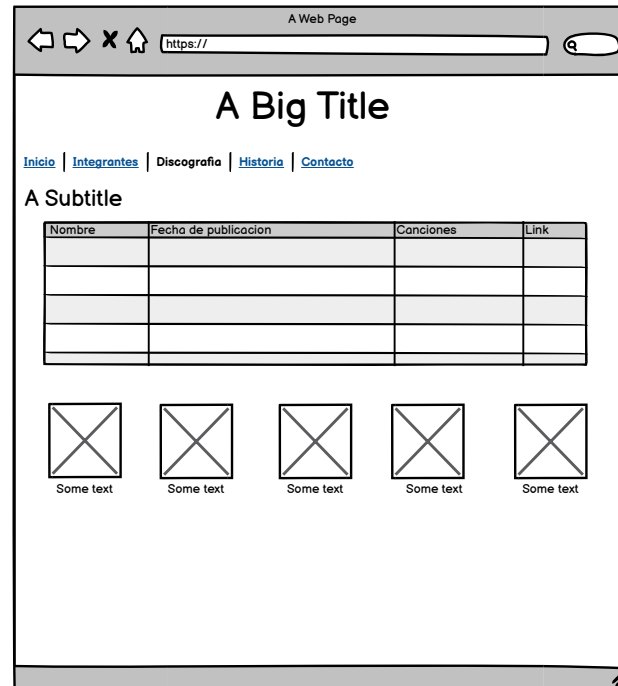 A Web Page
https://
A Big Title
Inicio | Integrantes | Discografia | Historia | Contacto
A Subtitle
Nombre Fecha de publicacion Canciones Link
Some text Some text Some text Some text Some text